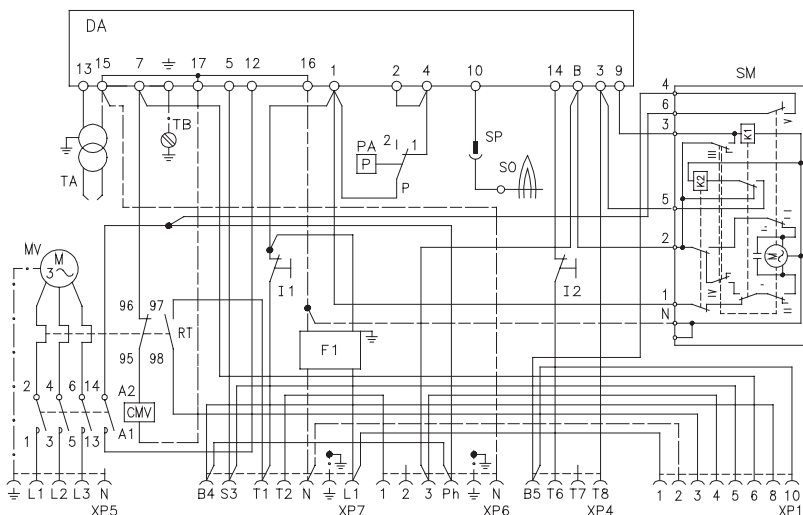 DA
13 15 7 17 5 12 16 1 2 4 10 14 B 3 9
SM
4
6
3
5
2
1
N
V
III
K1
K2
I
II
IV
I
III
M
TB
TA
PA
P
2 1
P
SP
SO
MV
M
3
I1
I2
F1
96 97
RT
95 98
2 4 6 14 A2
CMV
1 3 5 13 A1
L1 L2 L3 N
XP5
B4 S3 T1 T2 N L1
XP7
1 2 3 Ph N
XP6
B5 T6 T7 T8
XP4
1 2 3 4 5 6 8 10
XP1